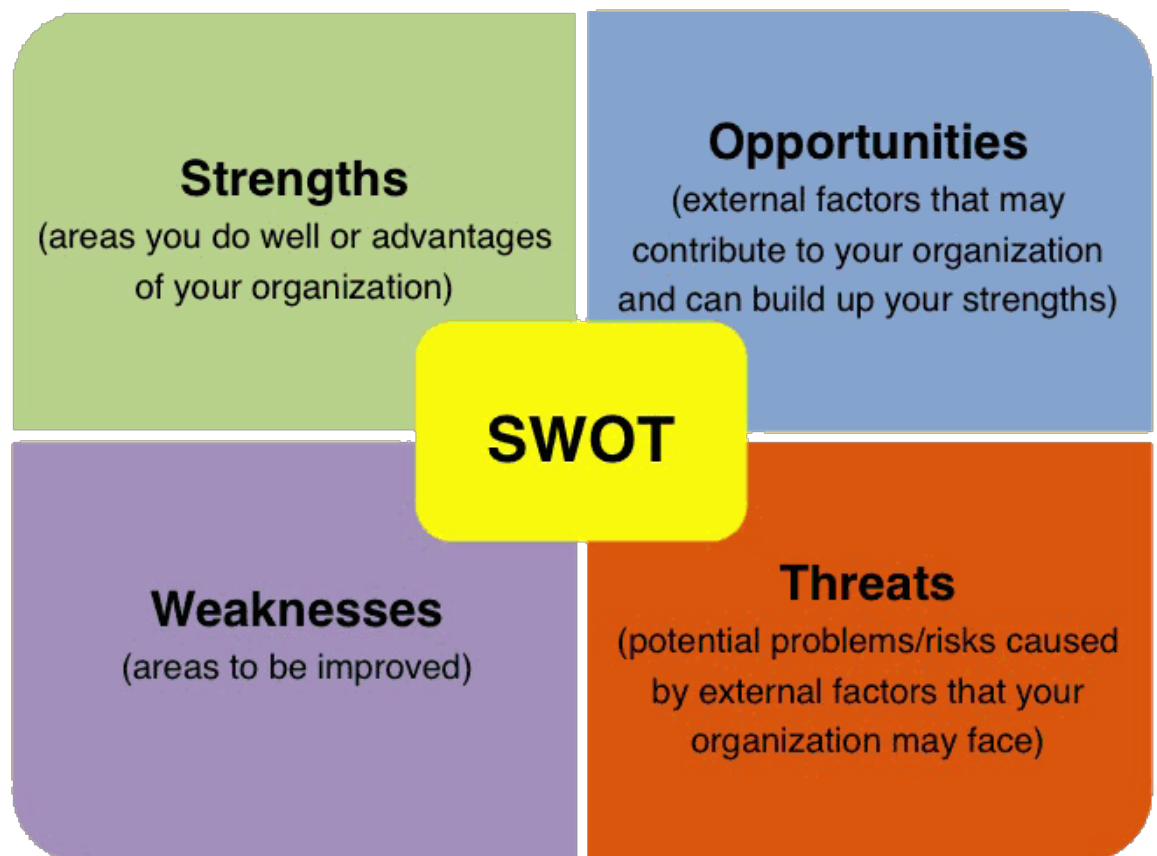 Strengths
(areas you do well or advantages
of your organization)
Opportunities
(external factors that may
contribute to your organization
and can build up your strengths)
SWOT
Weaknesses
(areas to be improved)
Threats
(potential problems/risks caused
by external factors that your
organization may face)